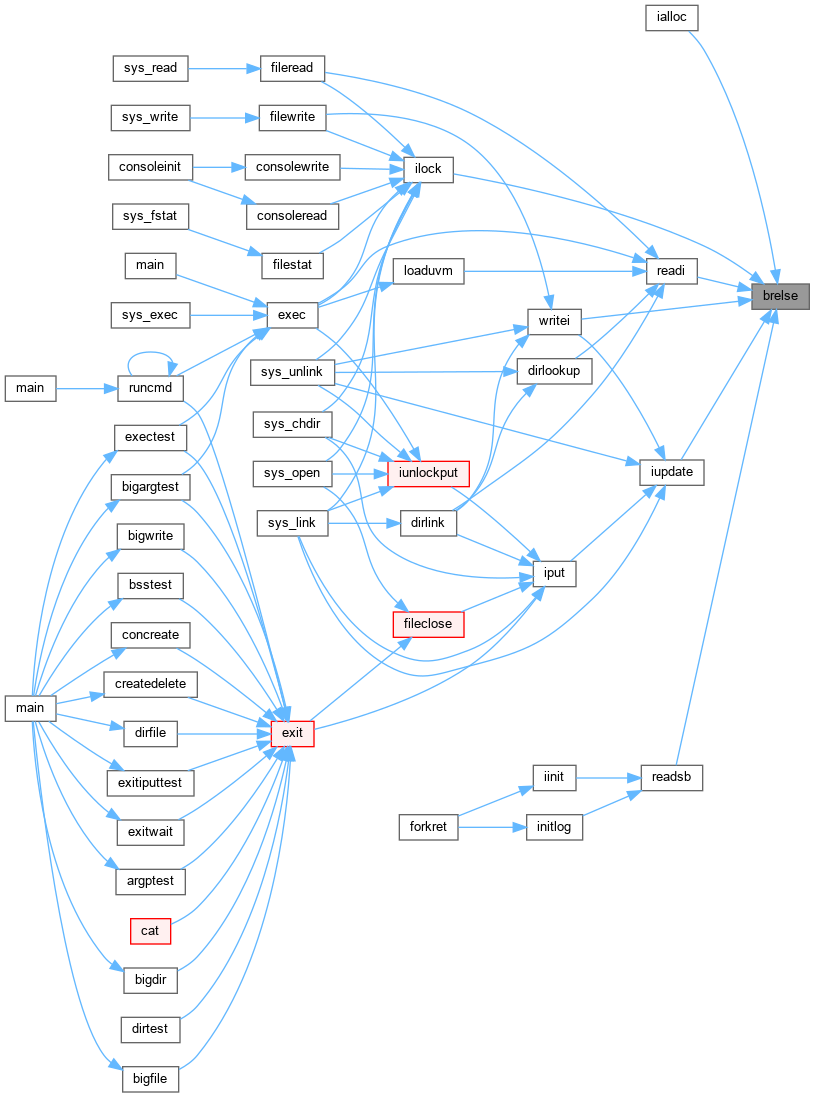 ialloc
sys_read
fileread
sys_write
filewrite
consoleinit
consolewrite
ilock
sys_fstat
consoleread
main
filestat
loaduvm
readi
brelse
sys_exec
exec
writei
main
runcmd
sys_unlink
dirlookup
exectest
sys_chdir
bigargtest
sys_open
iunlockput
iupdate
bigwrite
sys_link
dirlink
bsstest
iput
concreate
fileclose
createdelete
main
dirfile
exit
exitiputtest
iinit
readsb
exitwait
forkret
initlog
argptest
cat
bigdir
dirtest
bigfile